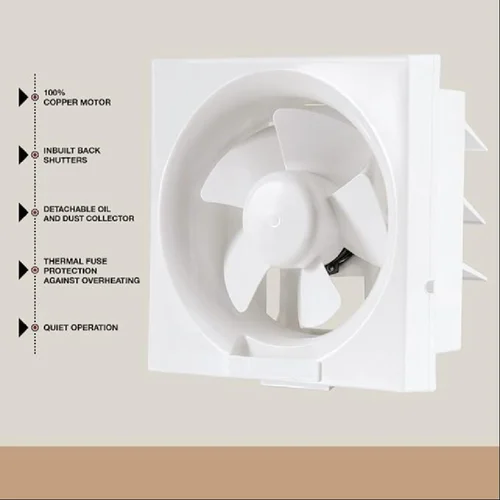 100%
COPPER MOTOR
INBUILT BACK
SHUTTERS
DETACHABLE OIL
AND DUST COLLECTOR
THERMAL FUSE
PROTECTION
AGAINST OVERHEATING
QUIET OPERATION